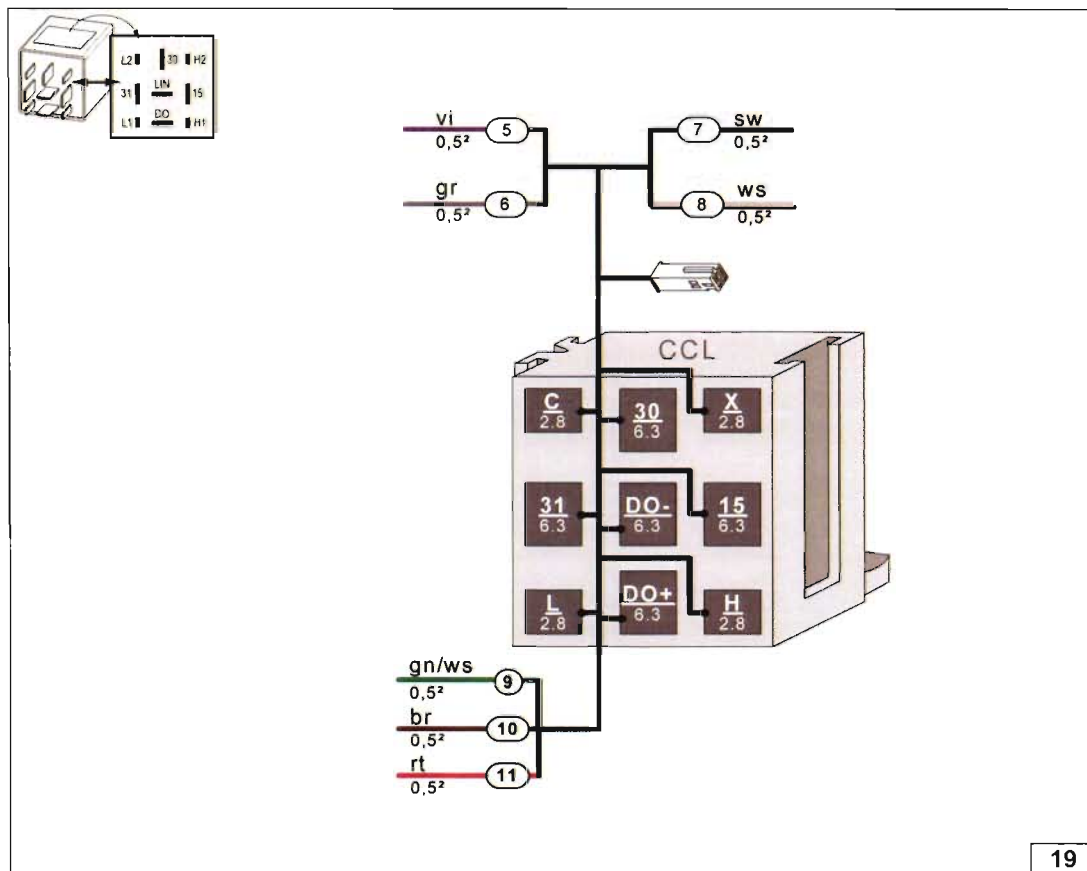 L2 30 H2
31 LIN 15
L1 DO H1
vi
0,5²
5
7
sw
0,5²
gr
0,5²
6
8
ws
0,5²
CCL
C
2.8
30
6.3
X
2.8
31
6.3
DO-
6.3
15
6.3
L
2.8
DO+
6.3
H
2.8
gn/ws
0,5²
9
br
0,5²
10
rt
0,5²
11
19